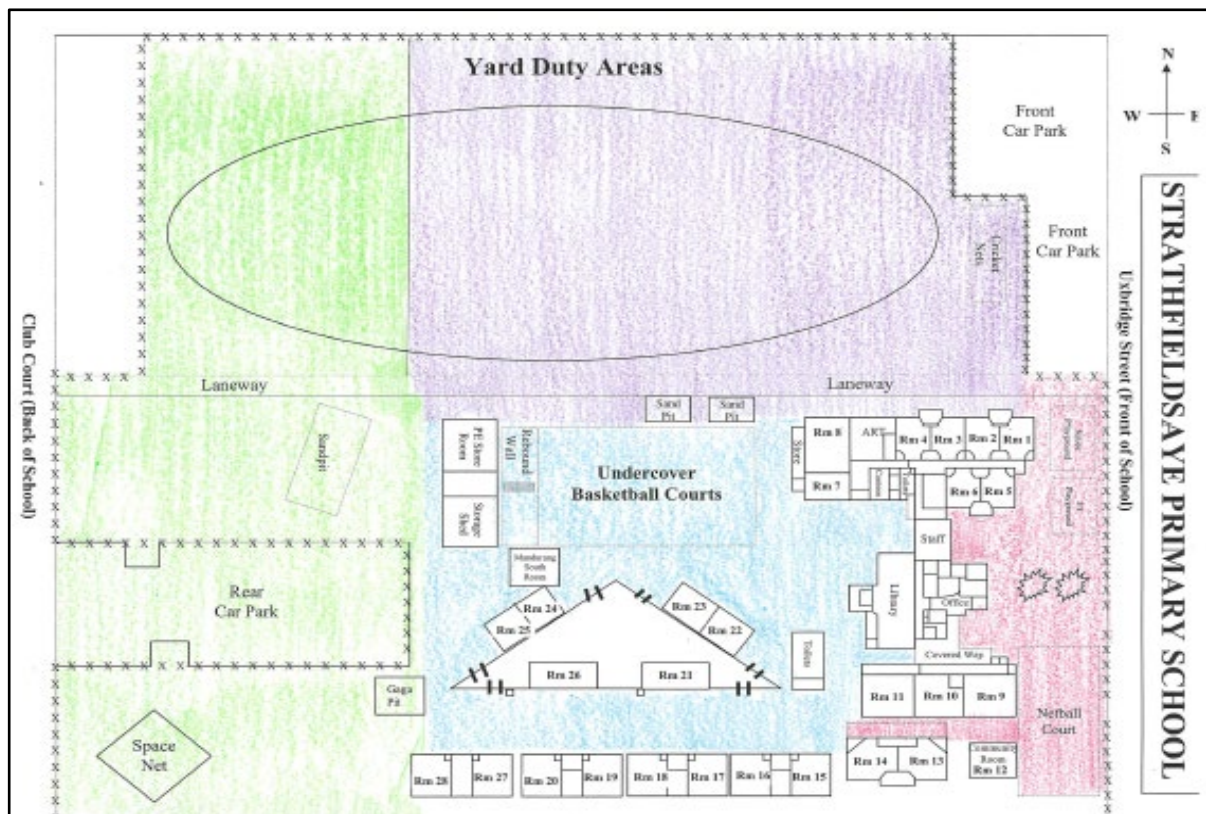 Yard Duty Areas
N
W E
S
Front
Car Park
Front
Car Park
Cricket
Nets
STRATHFIELDSAYE PRIMARY SCHOOL
Uxbridge Street (Front of School)
Club Court (Back of School)
Laneway
Laneway
Sand
Pit
Sand
Pit
Sandpit
PE Store
Room
Rebound
Wall
Storage
Shed
Undercover
Basketball Courts
Store
Rm 8
ART
Rm 4
Rm 3
Rm 2
Rm 1
Rm 7
Rm 6
Rm 5
Playground
Playground
Staff
Library
Office
Covered Way
South
Room
Rear
Car Park
Rm 24
Rm 25
Rm 23
Rm 22
Rm 26
Rm 21
Gaga
Pit
Space
Net
Rm 11
Rm 10
Rm 9
Netball
Court
Rm 14
Rm 13
Community
Room
Rm 12
Rm 28
Rm 27
Rm 20
Rm 19
Rm 18
Rm 17
Rm 16
Rm 15